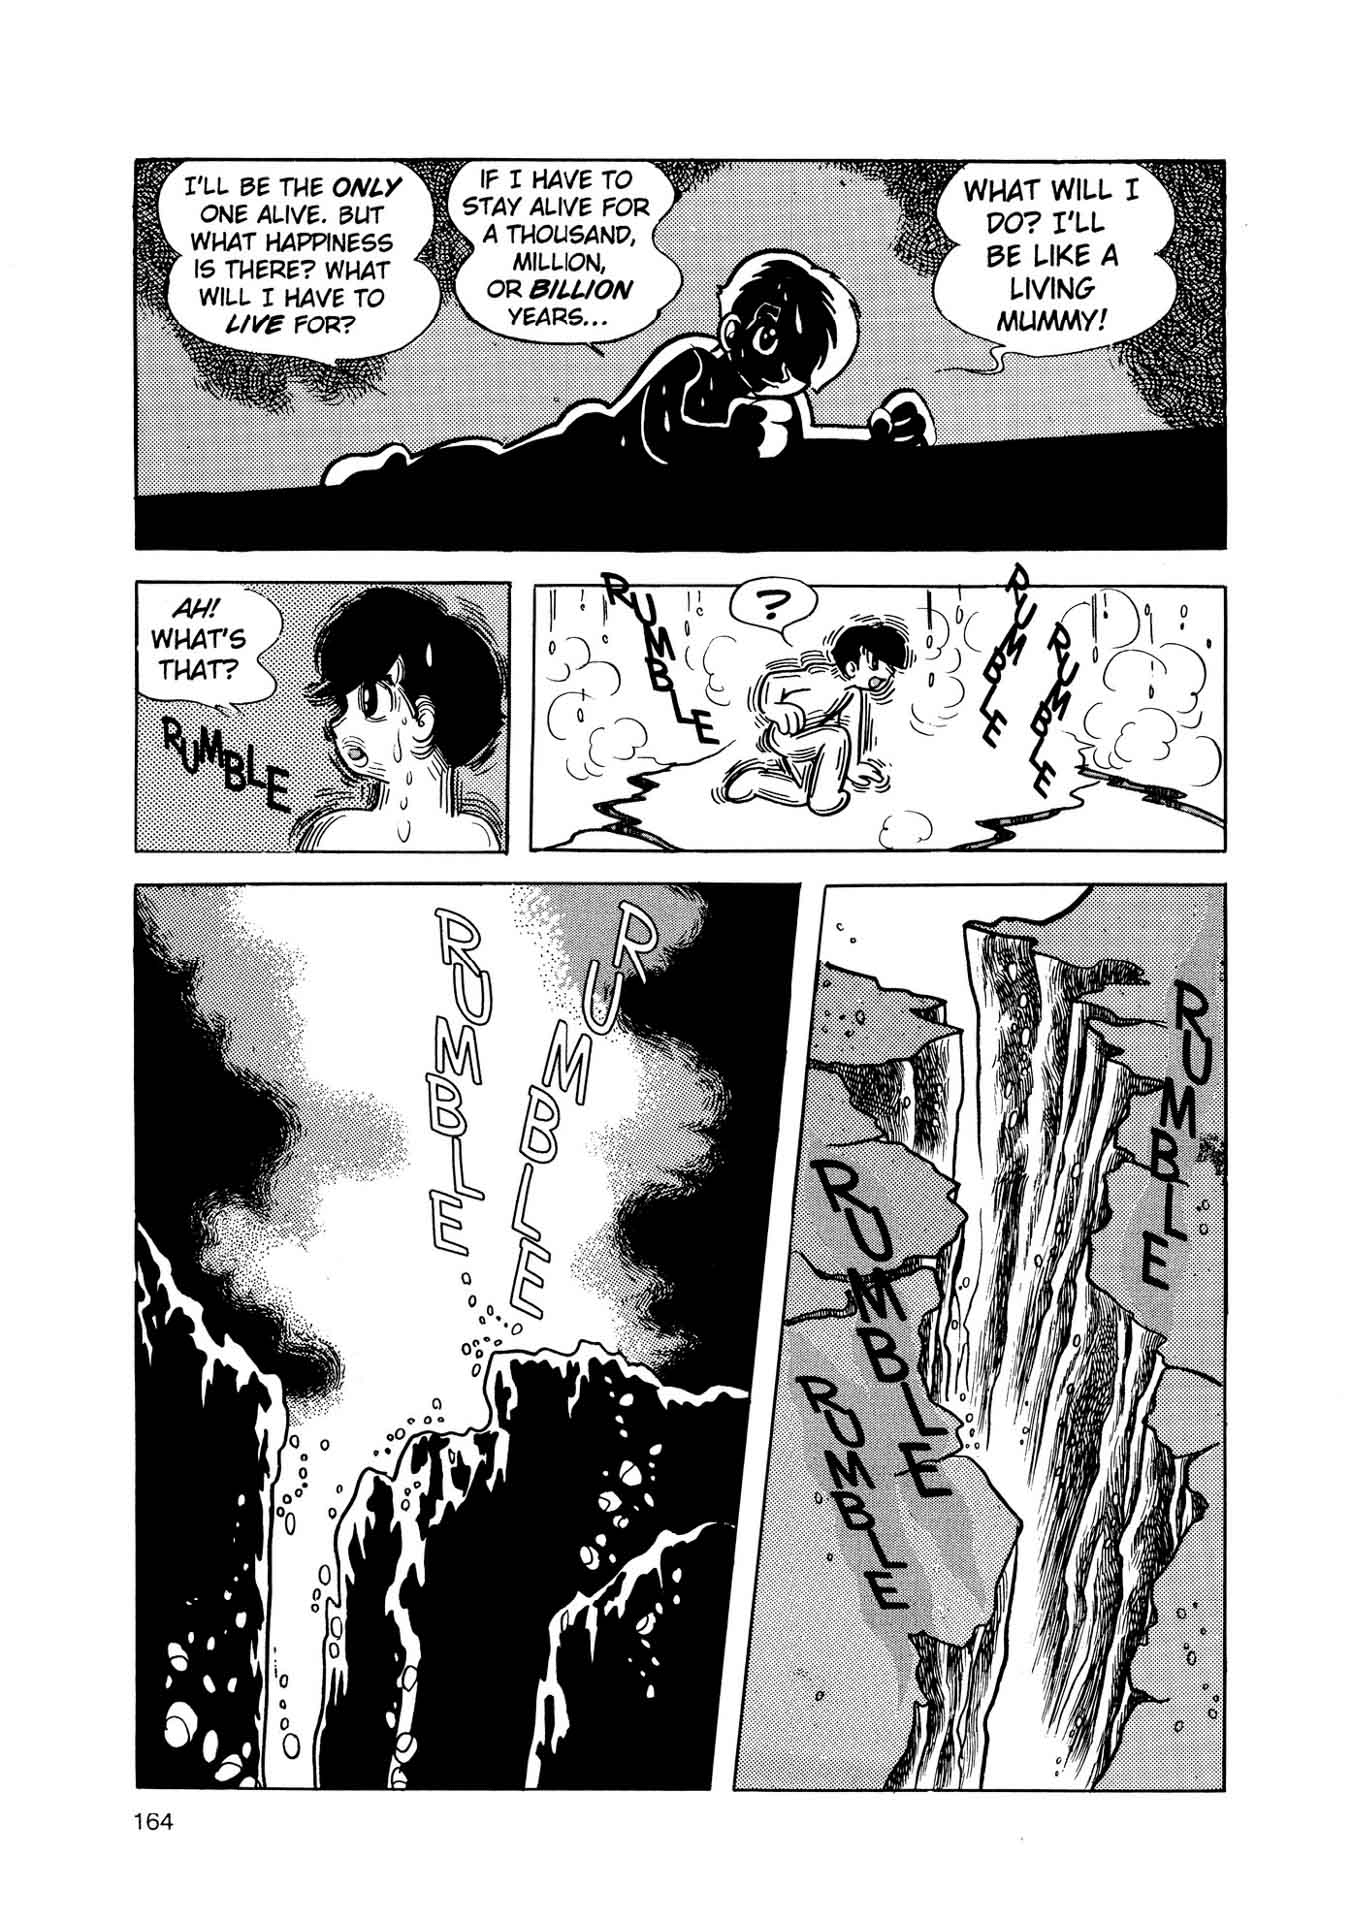 I'LL BE THE ONLY
ONE ALIVE. BUT
WHAT HAPPINESS
IS THERE? WHAT
WILL I HAVE TO
LIVE FOR?
IF I HAVE TO
STAY ALIVE FOR
A THOUSAND,
MILLION,
OR BILLION
YEARS...
WHAT WILL I
DO? I'LL
BE LIKE A
LIVING
MUMMY!
AH!
WHAT'S
THAT?
RUMBLE
RUMBLE
?
RUMBLE
RUMBLE
RUMBLE
RUMBLE
RUMBLE
RUMBLE
RUMBLE
164